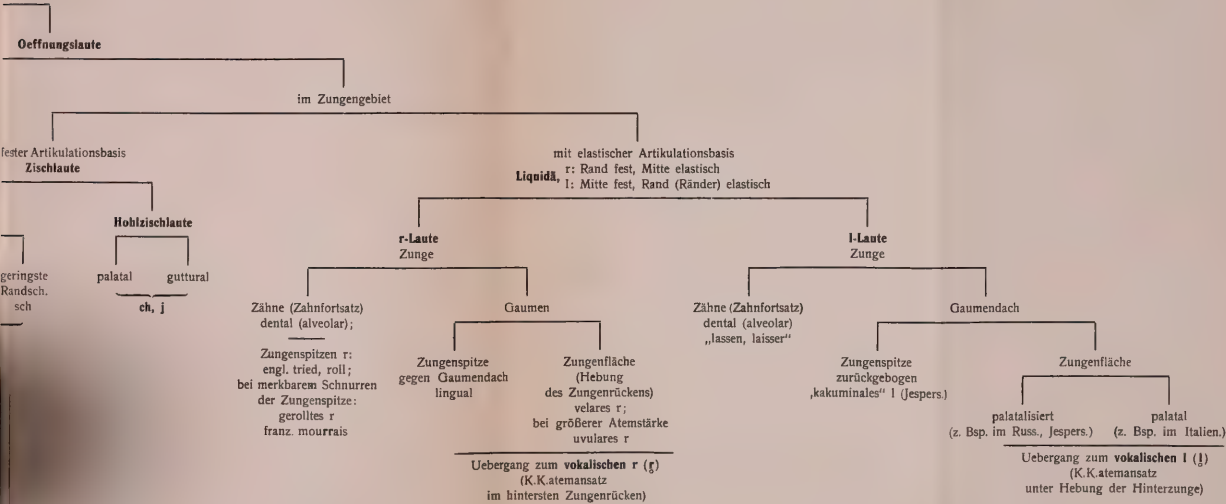 Oeffnungslaute
im Zungengebiet
fester Artikulationsbasis
Zischlaute
mit elastischer Artikulationsbasis
Liquidä, r: Rand fest, Mitte elastisch
l: Mitte fest, Rand (Ränder) elastisch
Hohlzischlaute
geringste
Randsch.
sch
palatal guttural
ch, j
r-Laute
Zunge
l-Laute
Zunge
Zähne (Zahnfortsatz)
dental (alveolar);
Zungenspitzen r:
engl. tried, roll;
bei merkbarem Schnurren
der Zungenspitze:
gerolltes r
franz. mourrais
Gaumen
Zungenspitze
gegen Gaumendach
lingual
Zungenfläche
(Hebung
des Zungenrückens)
velares r;
bei größerer Atemstärke
uvulares r
Uebergang zum vokalischen r (r̥)
(K.K.atemansatz
im hintersten Zungenrücken)
Zähne (Zahnfortsatz)
dental (alveolar)
„lassen, laisser“
Gaumendach
Zungenspitze
zurückgebogen
‚kakuminales“ l (Jespers.)
Zungenfläche
palatalisiert
(z. Bsp. im Russ., Jespers.)
palatal
(z. Bsp. im Italien.)
Uebergang zum vokalischen l (l̥)
(K.K.atemansatz
unter Hebung der Hinterzunge)